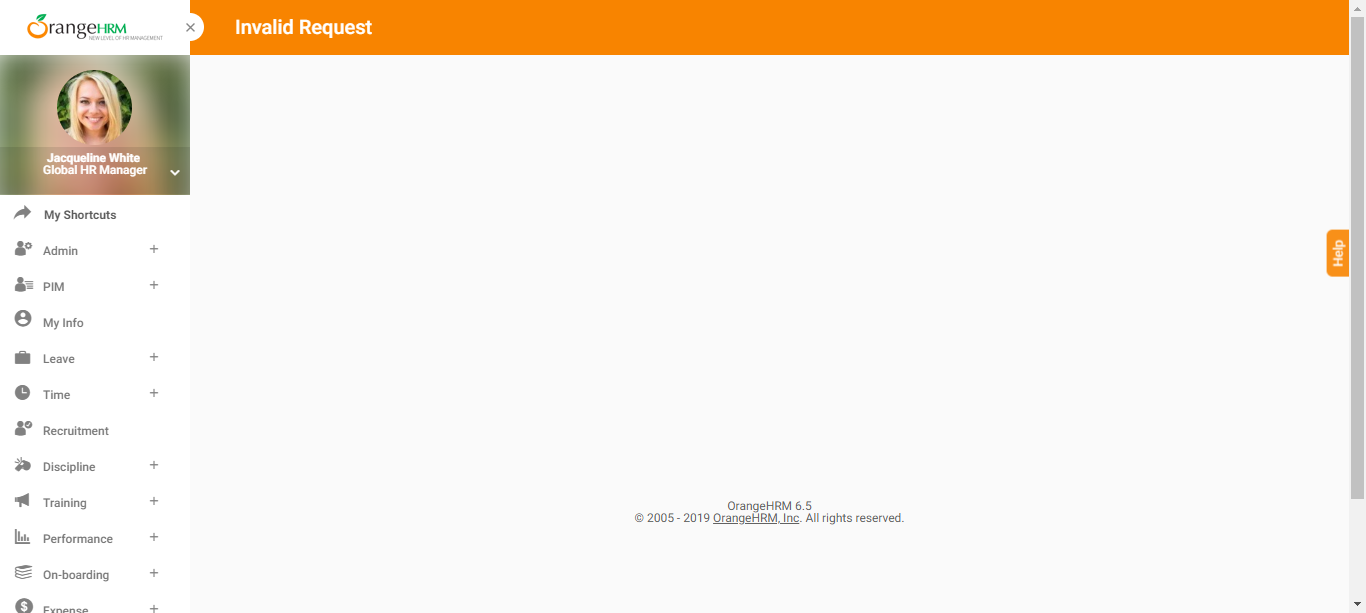 OrangeHRM
NEW LEVEL OF HR MANAGEMENT
Invalid Request
Jacqueline White
Global HR Manager
My Shortcuts
Admin
PIM
My Info
Leave
Time
Recruitment
Discipline
Training
Performance
On-boarding
Expense
Help
OrangeHRM 6.5
© 2005 - 2019 OrangeHRM, Inc. All rights reserved.